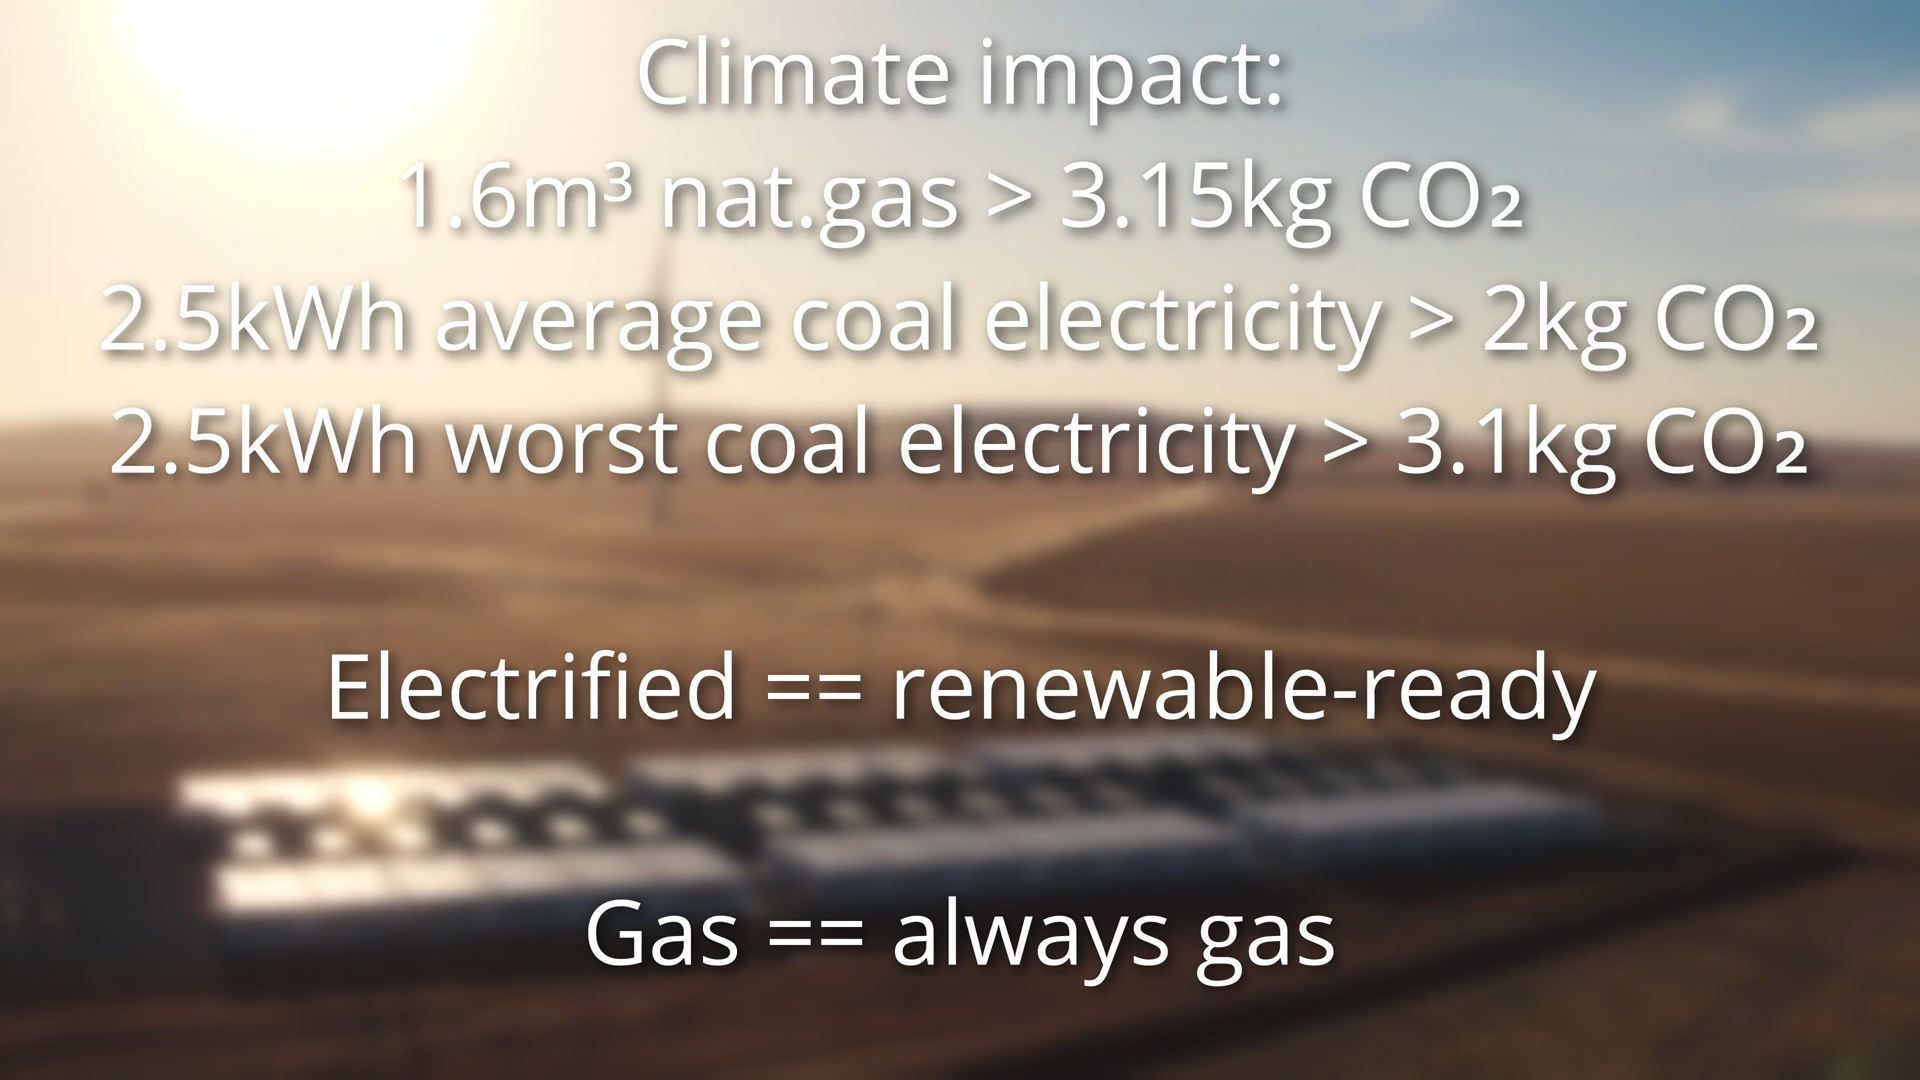 Climate impact:
1.6m³ nat.gas > 3.15kg CO₂
2.5kWh average coal electricity > 2kg CO₂
2.5kWh worst coal electricity > 3.1kg CO₂
Electrified == renewable-ready
Gas == always gas